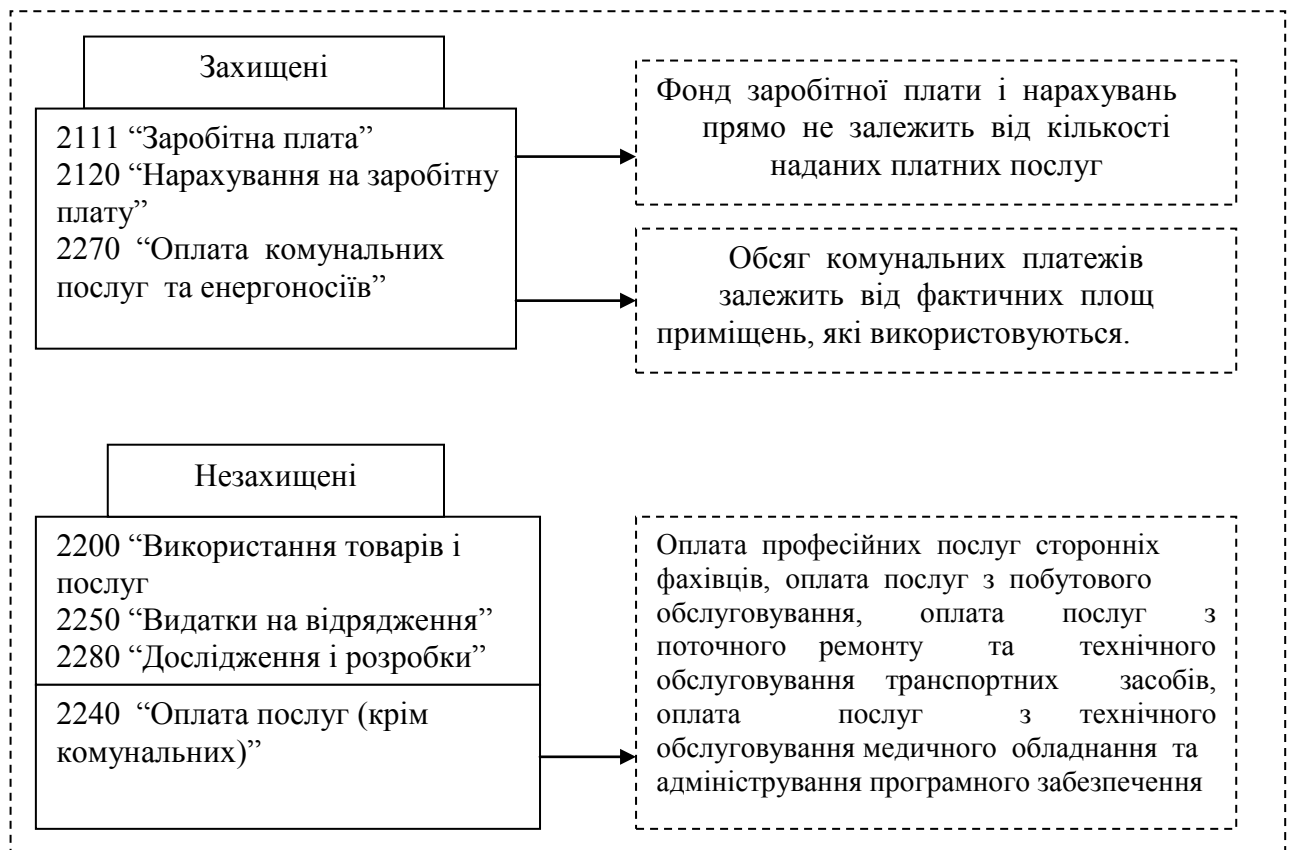 Захищені
2111 “Заробітна плата”
2120 “Нарахування на заробітну
плату”
2270 “Оплата комунальних
послуг та енергоносіїв”
Фонд заробітної плати і нарахувань
прямо не залежить від кількості
наданих платних послуг
Обсяг комунальних платежів
залежить від фактичних площ
приміщень, які використовуються.
Незахищені
2200 “Використання товарів і
послуг
2250 “Видатки на відрядження”
2280 “Дослідження і розробки”
2240 “Оплата послуг (крім
комунальних)”
Оплата професійних послуг сторонніх
фахівців, оплата послуг з побутового
обслуговування, оплата послуг з
поточного ремонту та технічного
обслуговування транспортних засобів,
оплата послуг з технічного
обслуговування медичного обладнання та
адміністрування програмного забезпечення